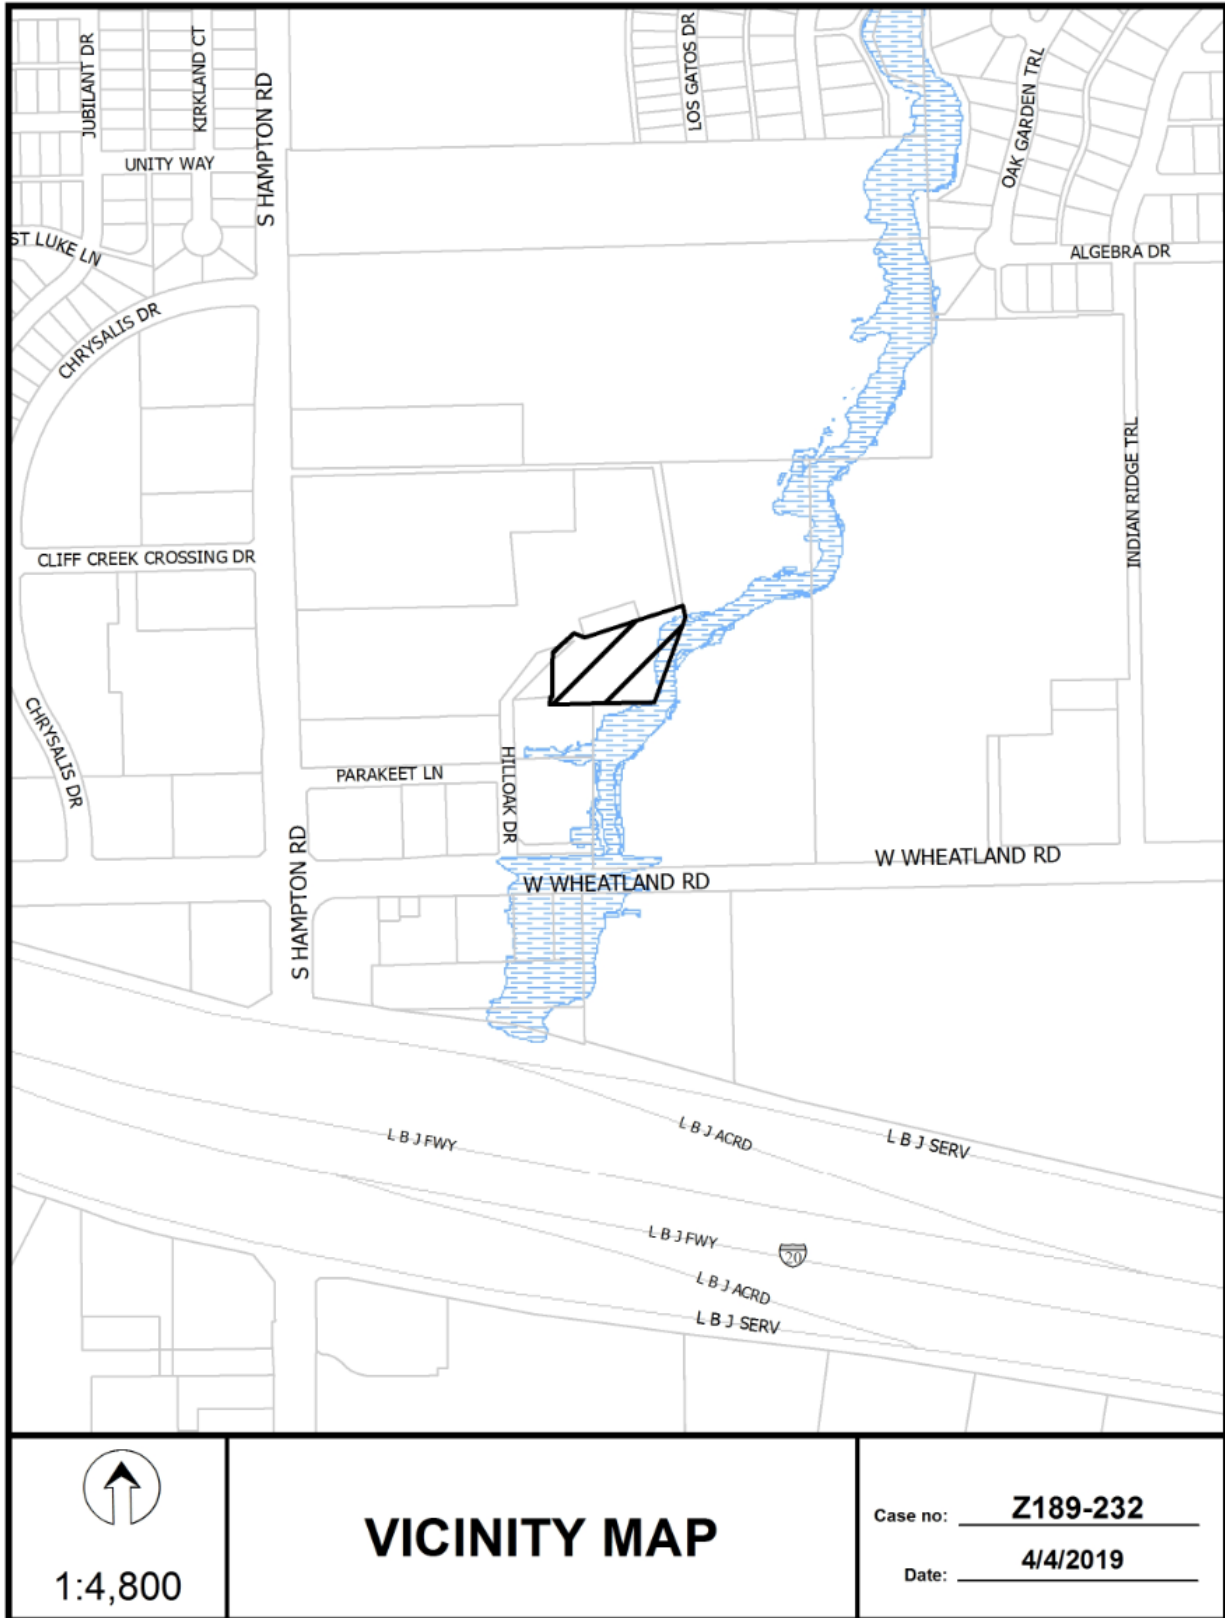 JUBILANT DR
KIRKLAND CT
S HAMPTON RD
LOS GATOS DR
OAK GARDEN TRL
UNITY WAY
ST LUKE LN
ALGEBRA DR
CHRYSALIS DR
INDIAN RIDGE TRL
CLIFF CREEK CROSSING DR
CHRYSALIS DR
HILLOAK DR
PARAKEET LN
S HAMPTON RD
W WHEATLAND RD
W WHEATLAND RD
L B J FWY
L B J ACRD
L B J SERV
L B J FWY
20
L B J ACRD
L B J SERV
1:4,800
VICINITY MAP
Case no: Z189-232
Date: 4/4/2019